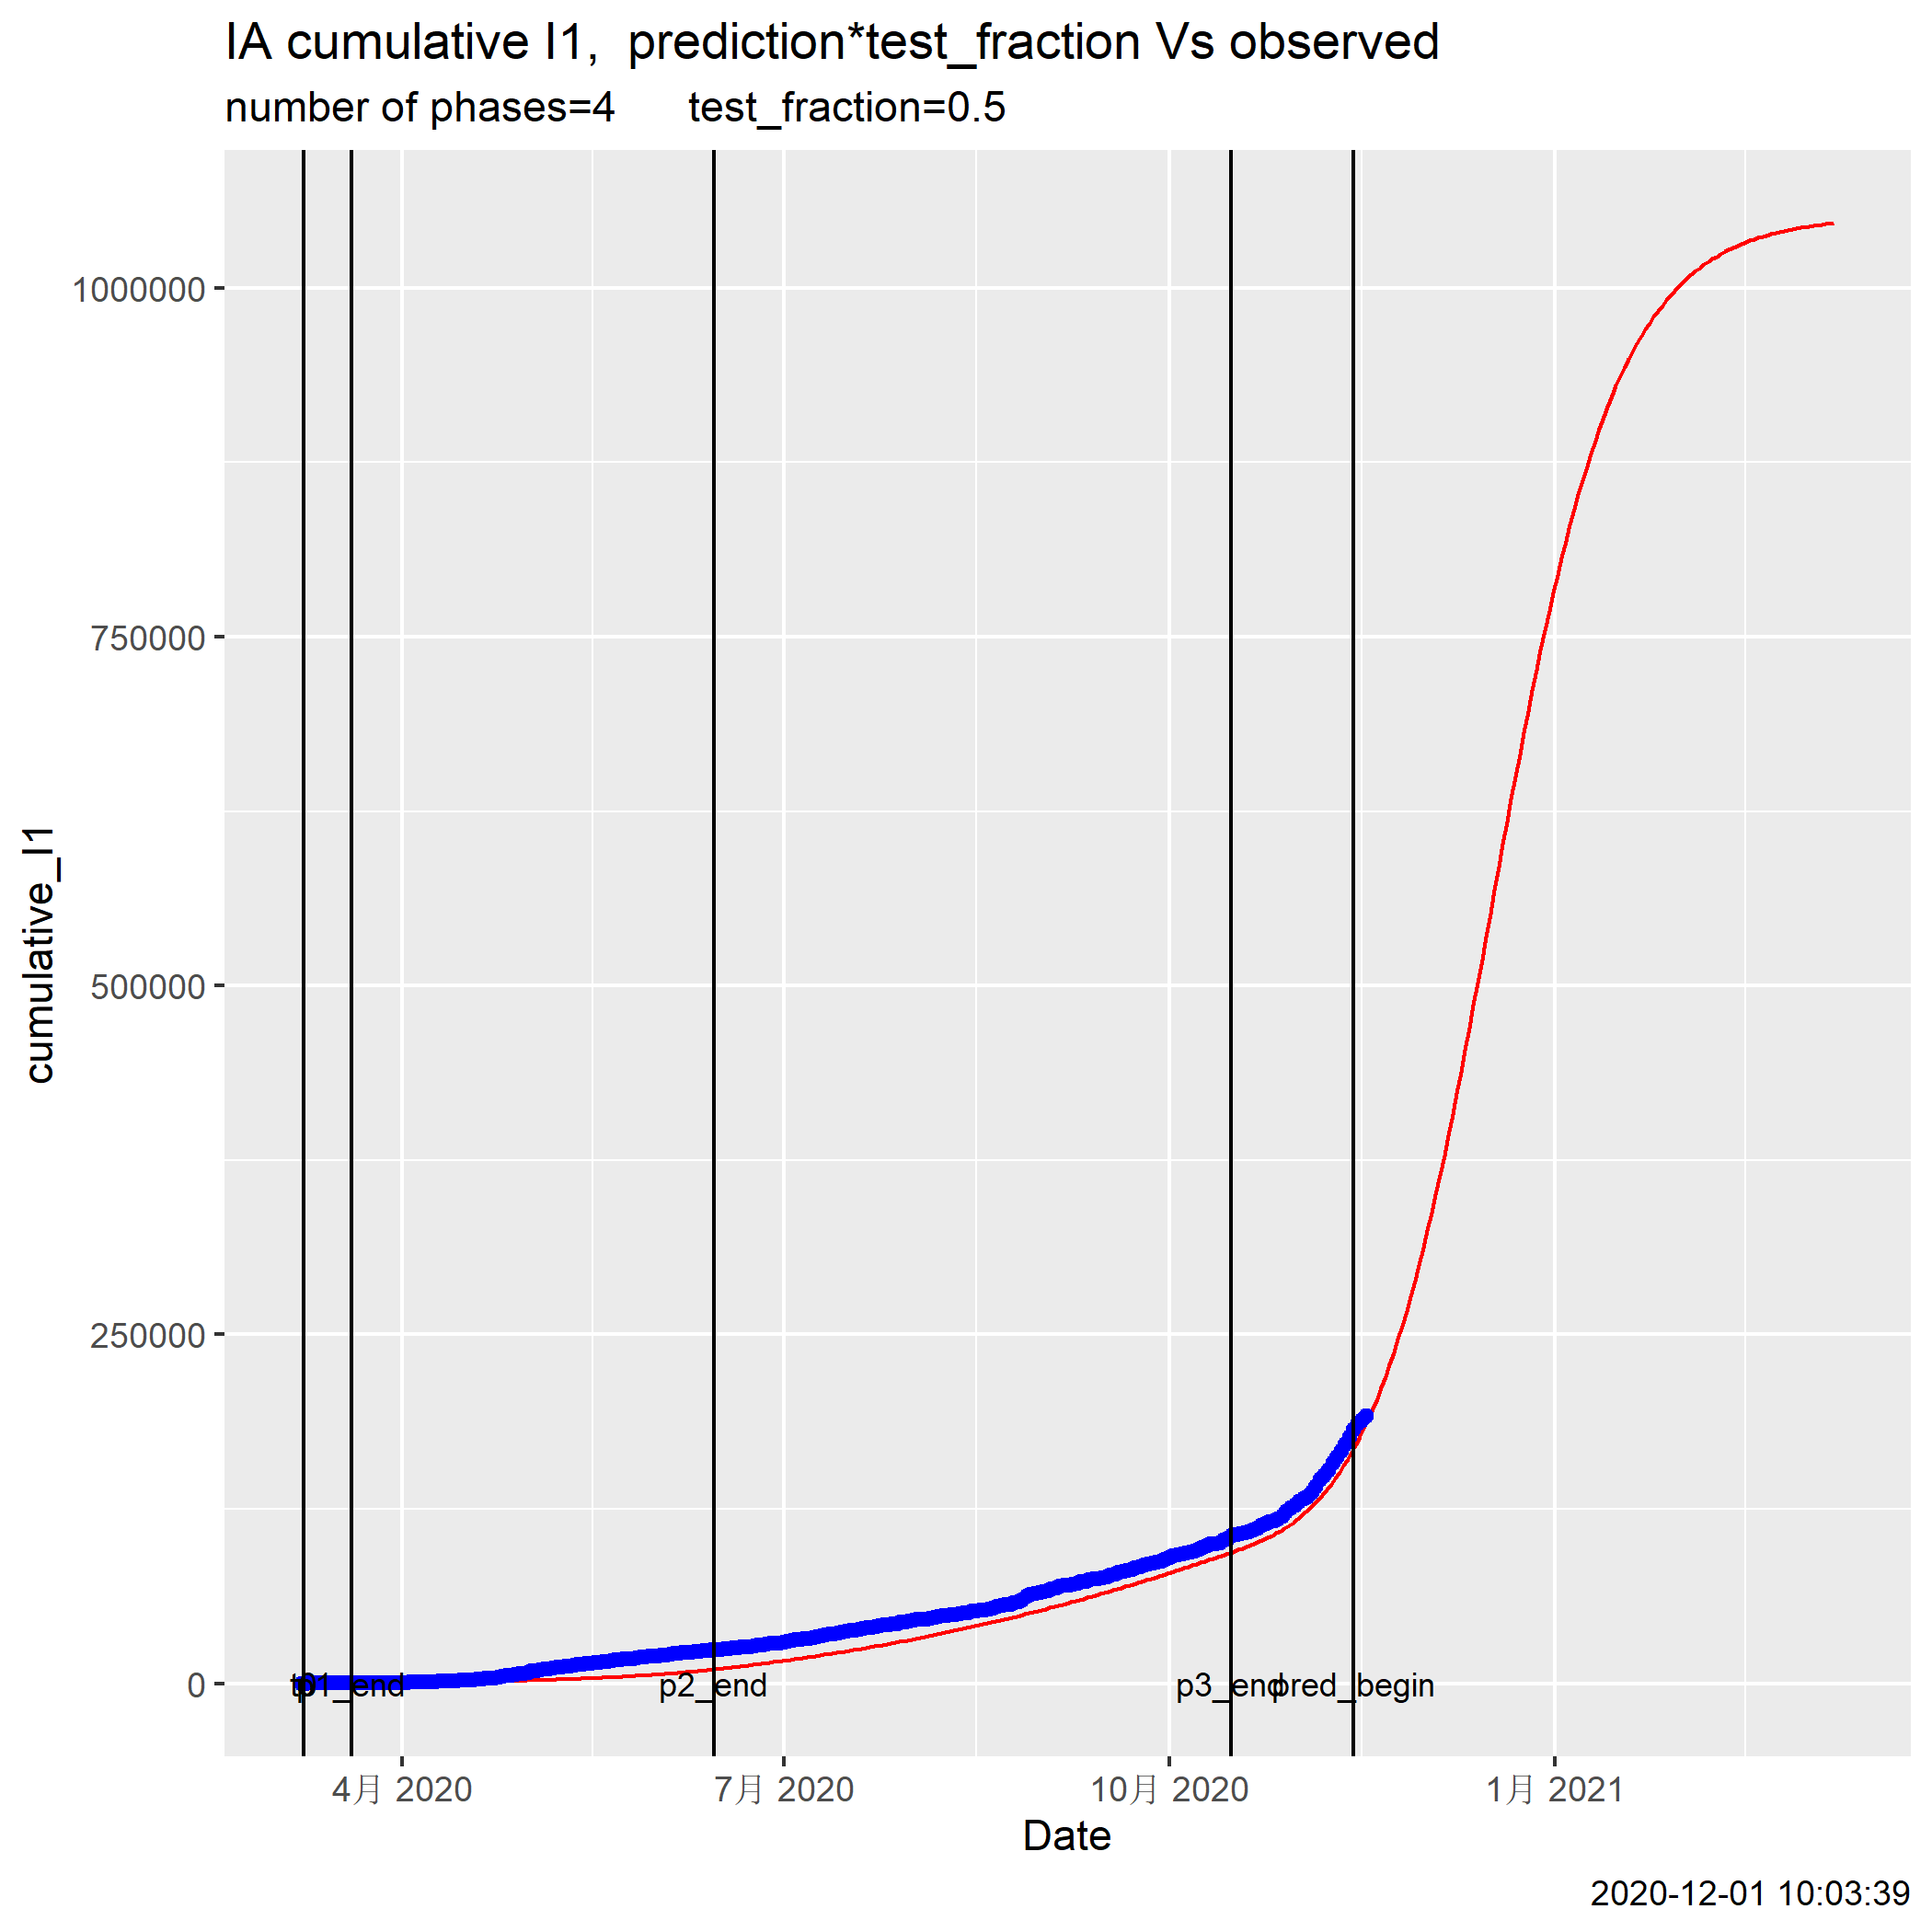 IA cumulative I1,  prediction*test_fraction Vs observed
number of phases=4      test_fraction=0.5
cumulative_I1
1000000
750000
500000
250000
0
p1_end
p2_end
p3_end
pred_begin
4月 2020
7月 2020
10月 2020
1月 2021
Date
2020-12-01 10:03:39